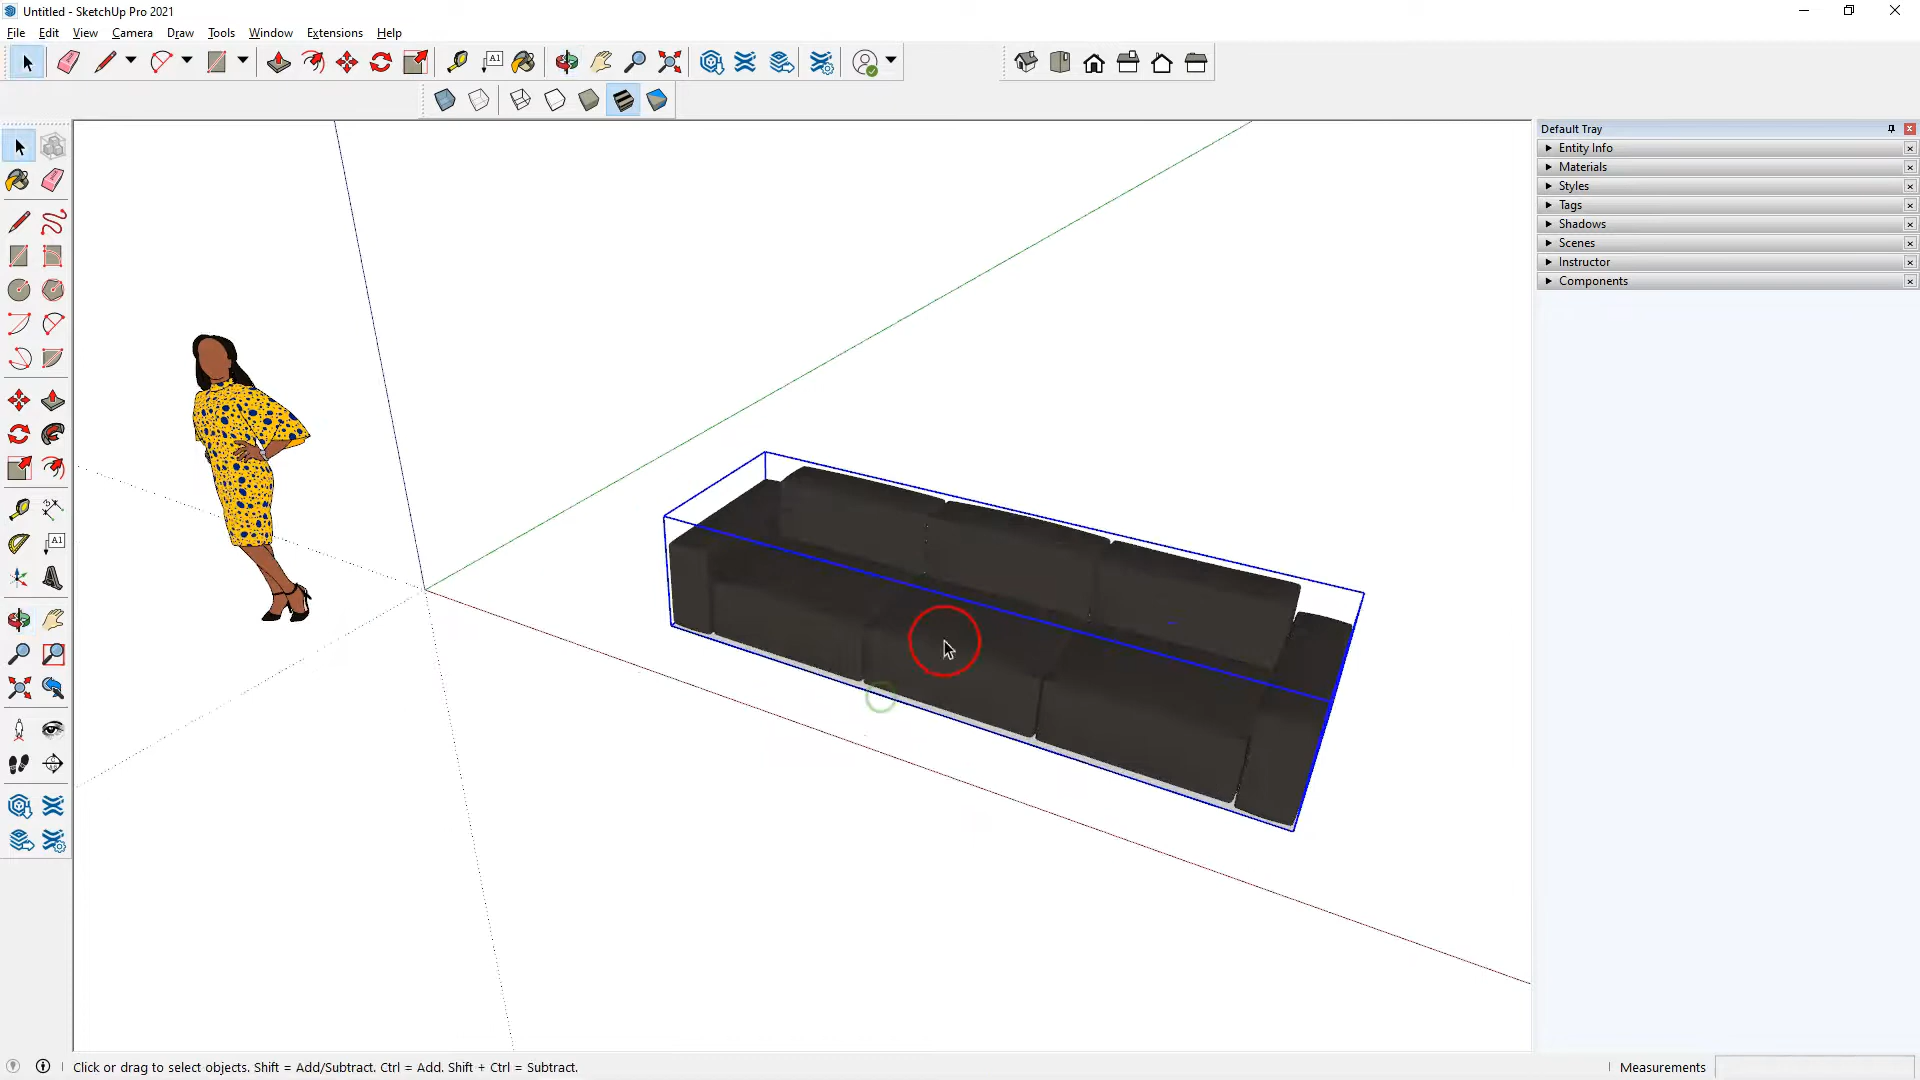 Untitled - SketchUp Pro 2021
File Edit View Camera Draw Tools Window Extensions Help
A1
Default Tray
Entity Info
Materials
Styles
Tags
Shadows
Scenes
Instructor
Components
A1
Click or drag to select objects. Shift = Add/Subtract. Ctrl = Add. Shift + Ctrl = Subtract.
Measurements